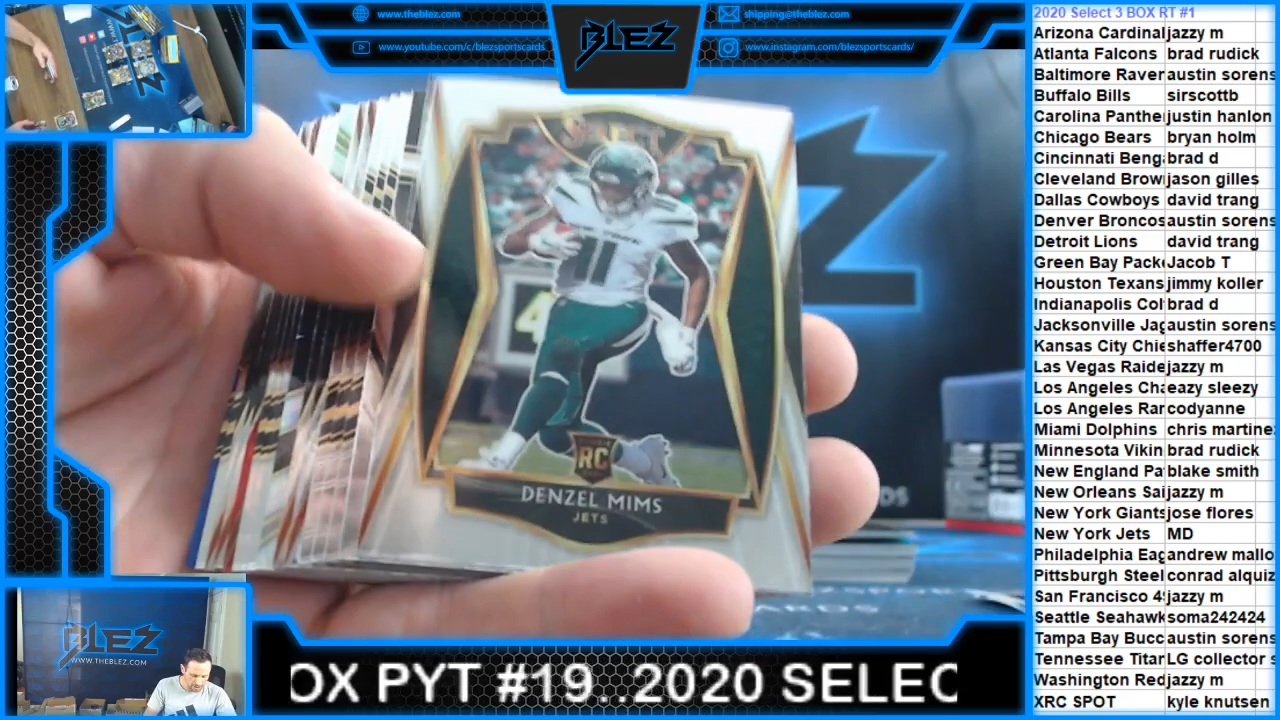 www.theblez.com
www.youtube.com/c/blezsportscards
BLEZ
shipping@theblez.com
www.instagram.com/blezsportscards/
SELECT
11
RC
DENZEL MIMS
JETS
BLEZ
WWW.THEBLEZ.COM
OX PYT #19..2020 SELEC
2020 Select 3 BOX RT #1
Arizona Cardinal jazzy m
Atlanta Falcons brad rudick
Baltimore Raver austin sorens
Buffalo Bills sirscottb
Carolina Panthe justin hanlon
Chicago Bears bryan holm
Cincinnati Beng brad d
Cleveland Brow jason gilles
Dallas Cowboys david trang
Denver Broncos austin sorens
Detroit Lions david trang
Green Bay Pack Jacob T
Houston Texans jimmy koller
Indianapolis Col brad d
Jacksonville Jag austin sorens
Kansas City Chie shaffer4700
Las Vegas Raide jazzy m
Los Angeles Cha eazy sleezy
Los Angeles Rar codyanne
Miami Dolphins chris martine
Minnesota Vikin brad rudick
New England Pa blake smith
New Orleans Sai jazzy m
New York Giants jose flores
New York Jets MD
Philadelphia Eag andrew mallo
Pittsburgh Steel conrad alquiz
San Francisco 4 jazzy m
Seattle Seahawk soma242424
Tampa Bay Bucc austin sorens
Tennessee Titar LG collector s
Washington Red jazzy m
XRC SPOT kyle knutsen